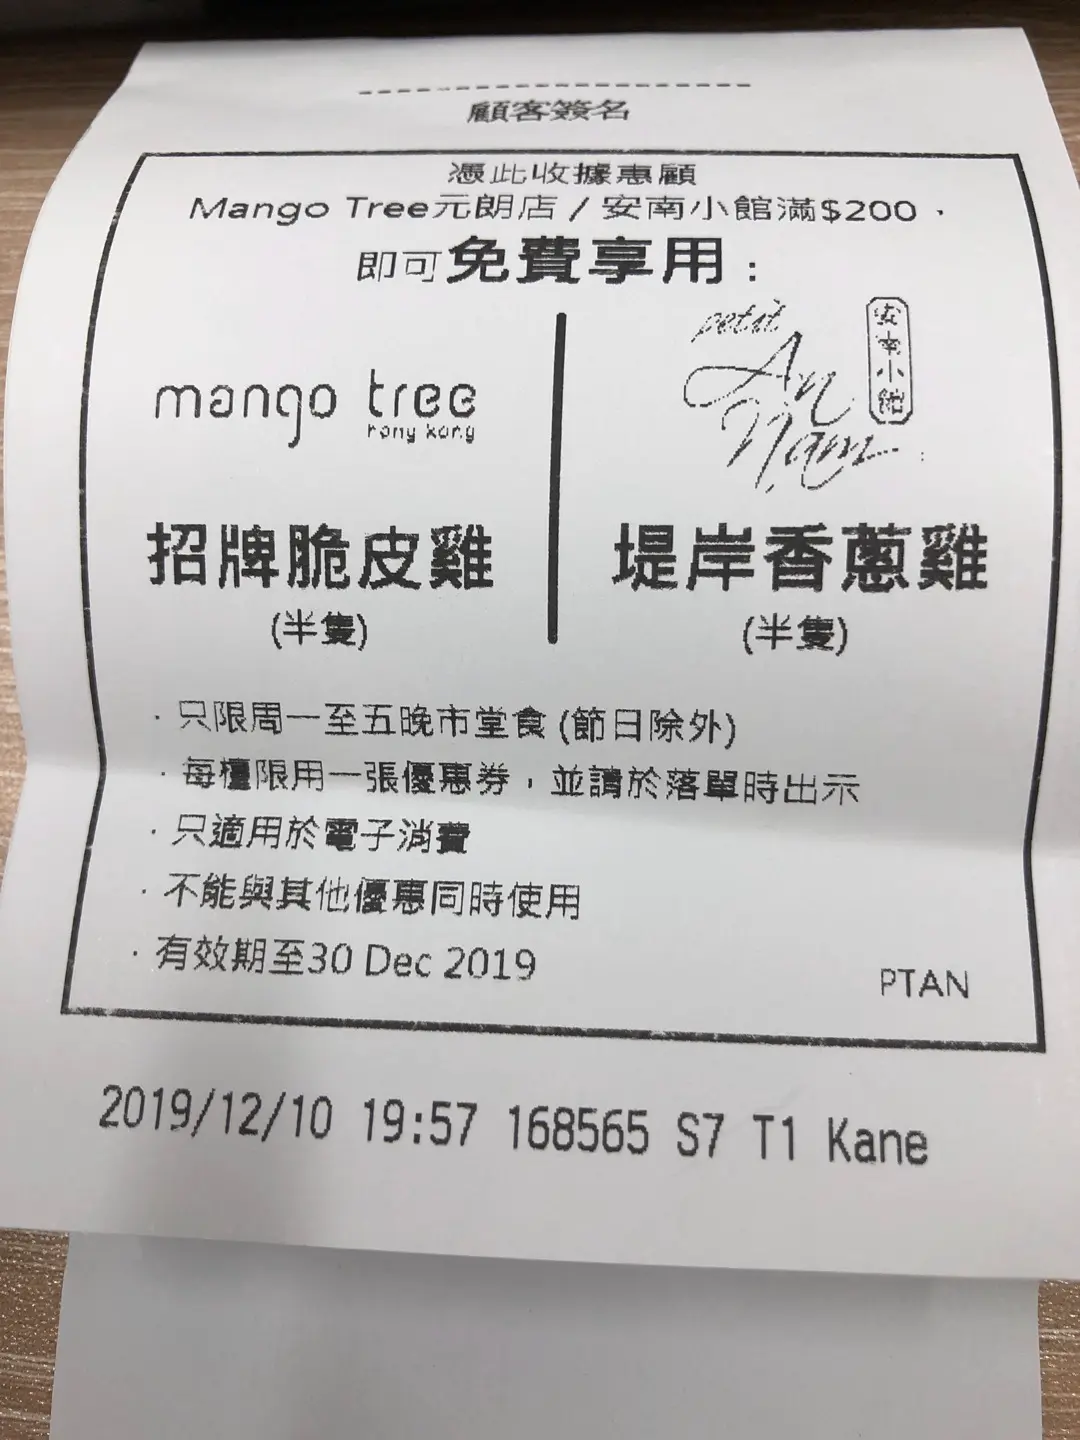 顧客簽名
憑此收據惠顧
Mango Tree元朗店 / 安南小館滿$200，
即可免費享用：
mango tree
hong kong
petit
An
Nam
安南小館
招牌脆皮雞
(半隻)
堤岸香蔥雞
(半隻)
· 只限周一至五晚市堂食 (節日除外)
· 每檯限用一張優惠券，並請於落單時出示
· 只適用於電子消費
· 不能與其他優惠同時使用
· 有效期至30 Dec 2019
PTAN
2019/12/10 19:57 168565 S7 T1 Kane